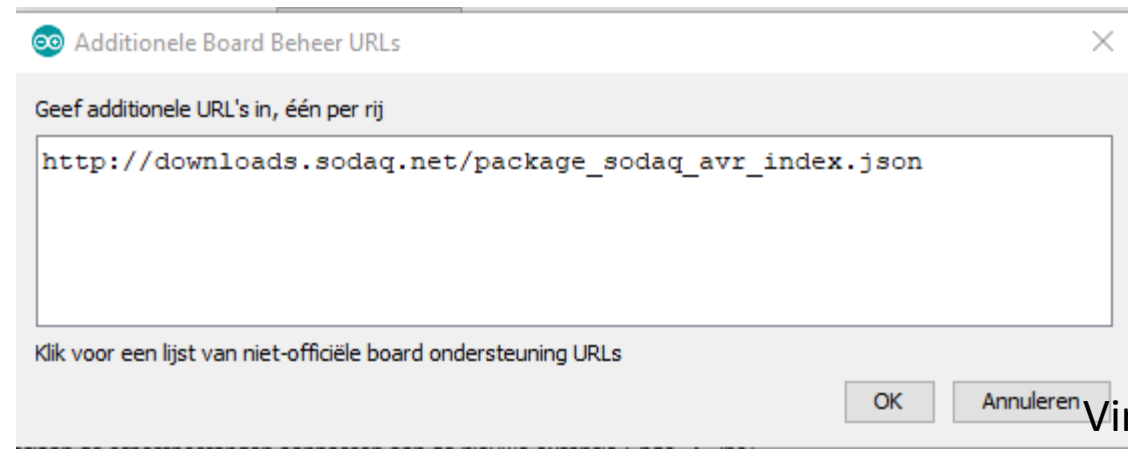 Additionele Board Beheer URLs
Geef additionele URL's in, één per rij
http://downloads.sodaq.net/package_sodaq_avr_index.json
Klik voor een lijst van niet-officiële board ondersteuning URLs
OK Annuleren